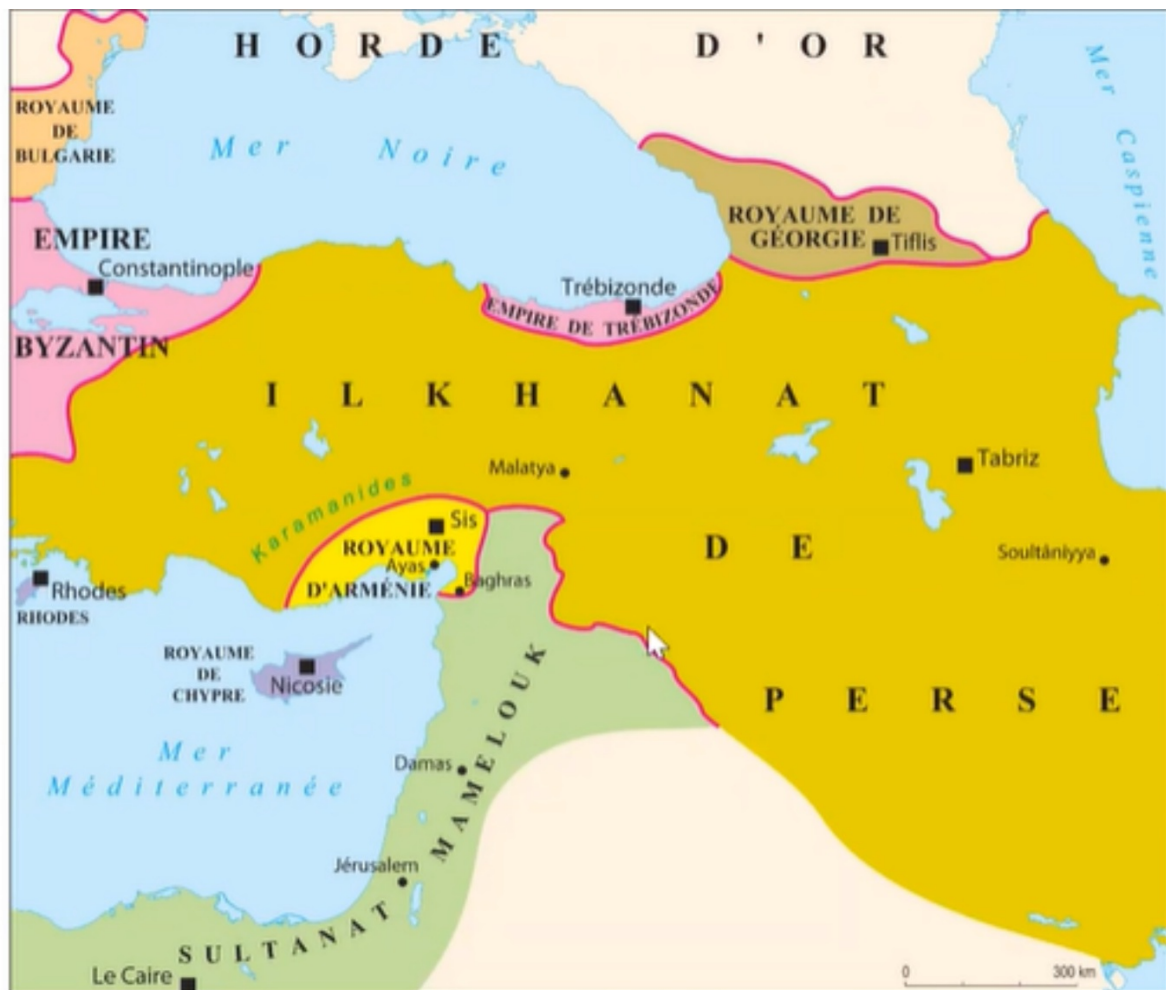 HORDE D'OR
Mer Caspienne
ROYAUME
DE
BULGARIE
Mer Noire
ROYAUME DE
GÉORGIE
Tiflis
EMPIRE
Constantinople
BYZANTIN
Trébizonde
EMPIRE DE TRÉBIZONDE
ILKHANAT
Malatya
Tabriz
Karamanides
Sis
ROYAUME
Ayas
D'ARMÉNIE
Baghras
DE
Soultâniyya
Rhodes
RHODES
ROYAUME
DE
CHYPRE
Nicosie
PERSE
Mer
Méditerranée
Damas
Jérusalem
SULTANAT MAMELOUK
Le Caire
0 300 km